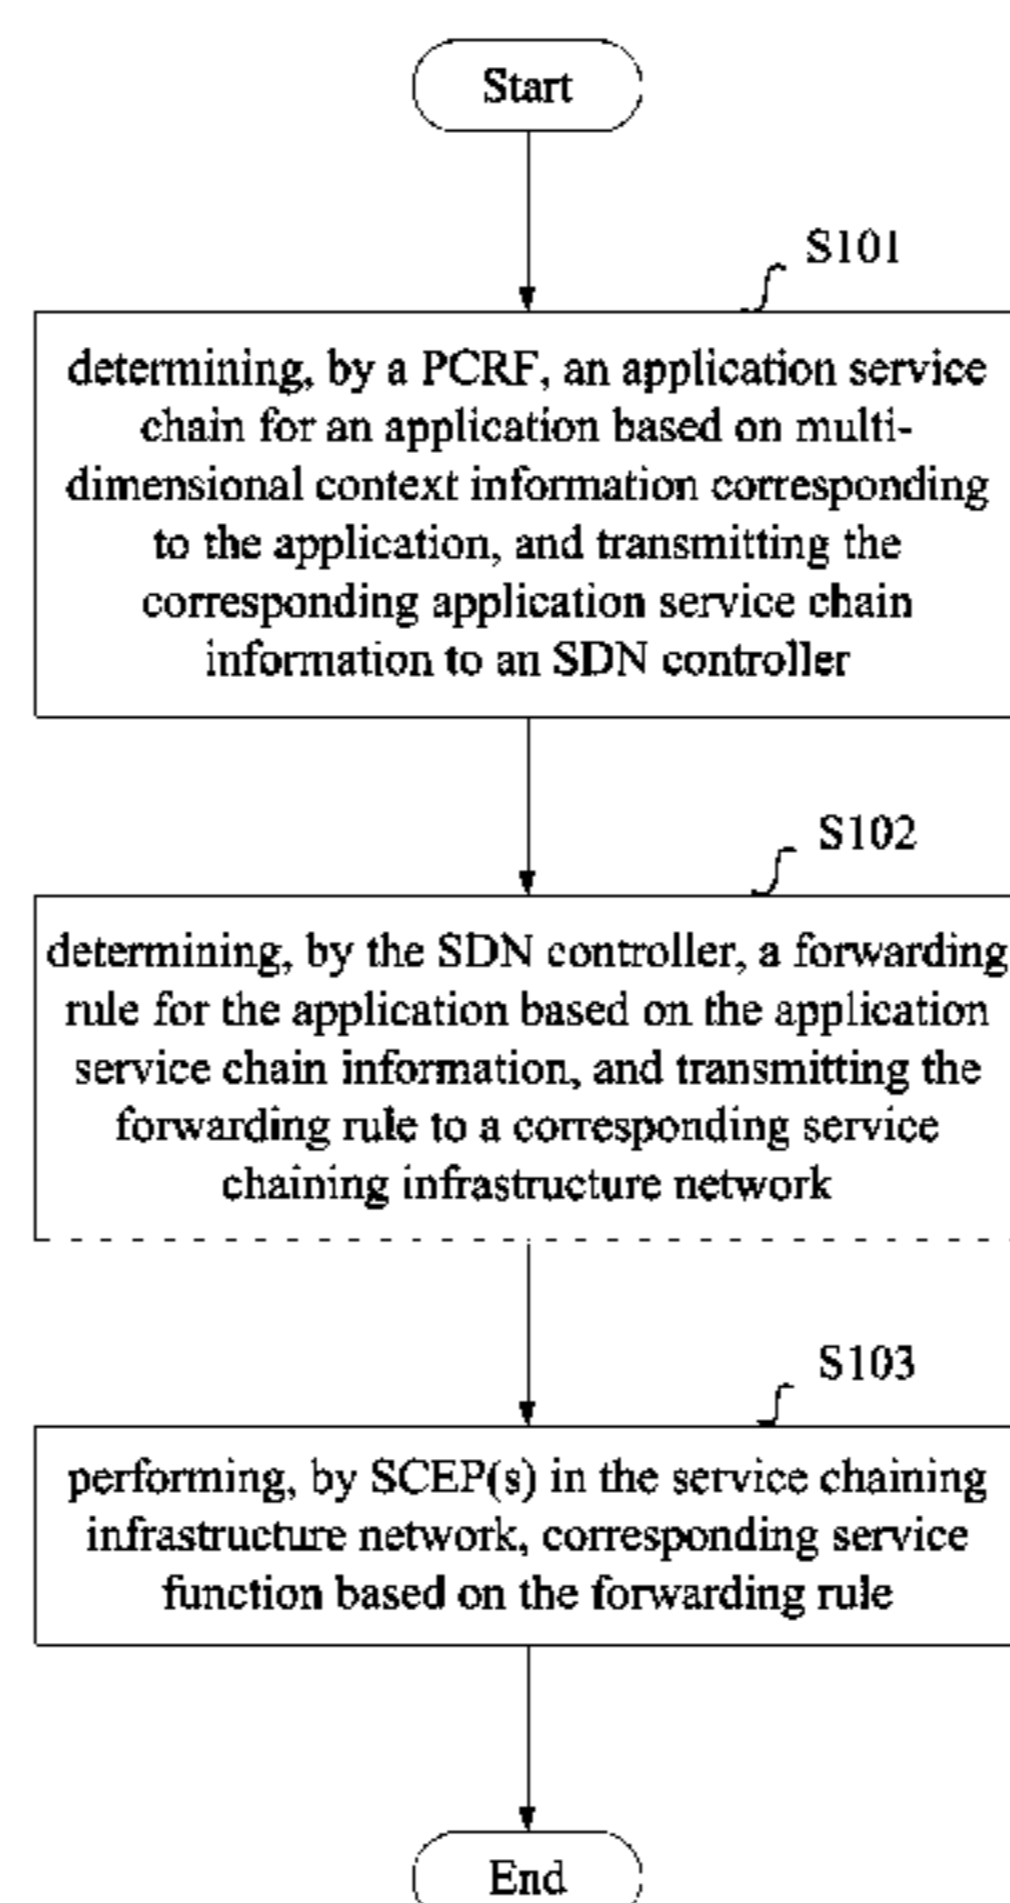 Start
S101
determining, by a PCRF, an application service
chain for an application based on multi-
dimensional context information corresponding
to the application, and transmitting the
corresponding application service chain
information to an SDN controller
S102
determining, by the SDN controller, a forwarding
rule for the application based on the application
service chain information, and transmitting the
forwarding rule to a corresponding service
chaining infrastructure network
S103
performing, by SCEP(s) in the service chaining
infrastructure network, corresponding service
function based on the forwarding rule
End